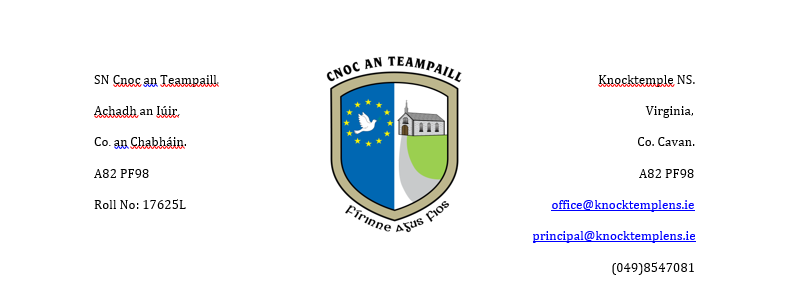 SN Cnoc an Teampaill,
Achadh an Iúir,
Co. an Chabháin.
A82 PF98
Roll No: 17625L
CNOC AN TEAMPAILL
Fírinne agus Fios
Knocktemple NS.
Virginia,
Co. Cavan.
A82 PF98
office@knocktemplens.ie
principal@knocktemplens.ie
(049)8547081